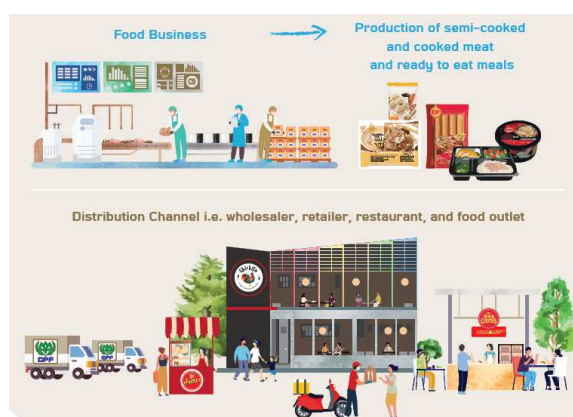 Food Business
Production of semi-cooked
and cooked meat
and ready to eat meals
Distribution Channel i.e. wholesaler, retailer, restaurant, and food outlet
CPF
CPF